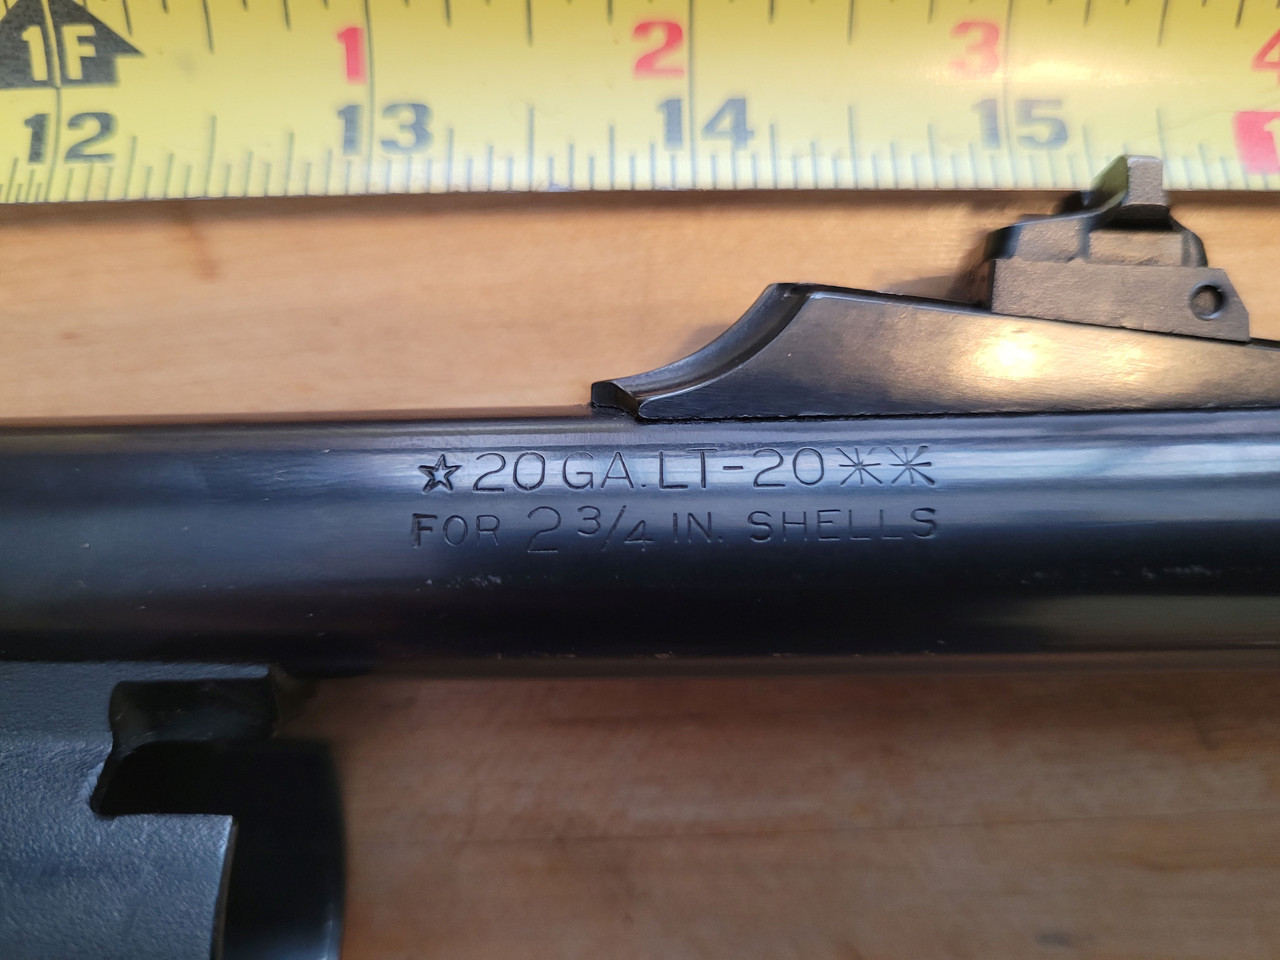 1F 1 2 3 4
12 13 14 15
☆20 GA. LT-20✳✳
FOR 2 3/4 IN. SHELLS